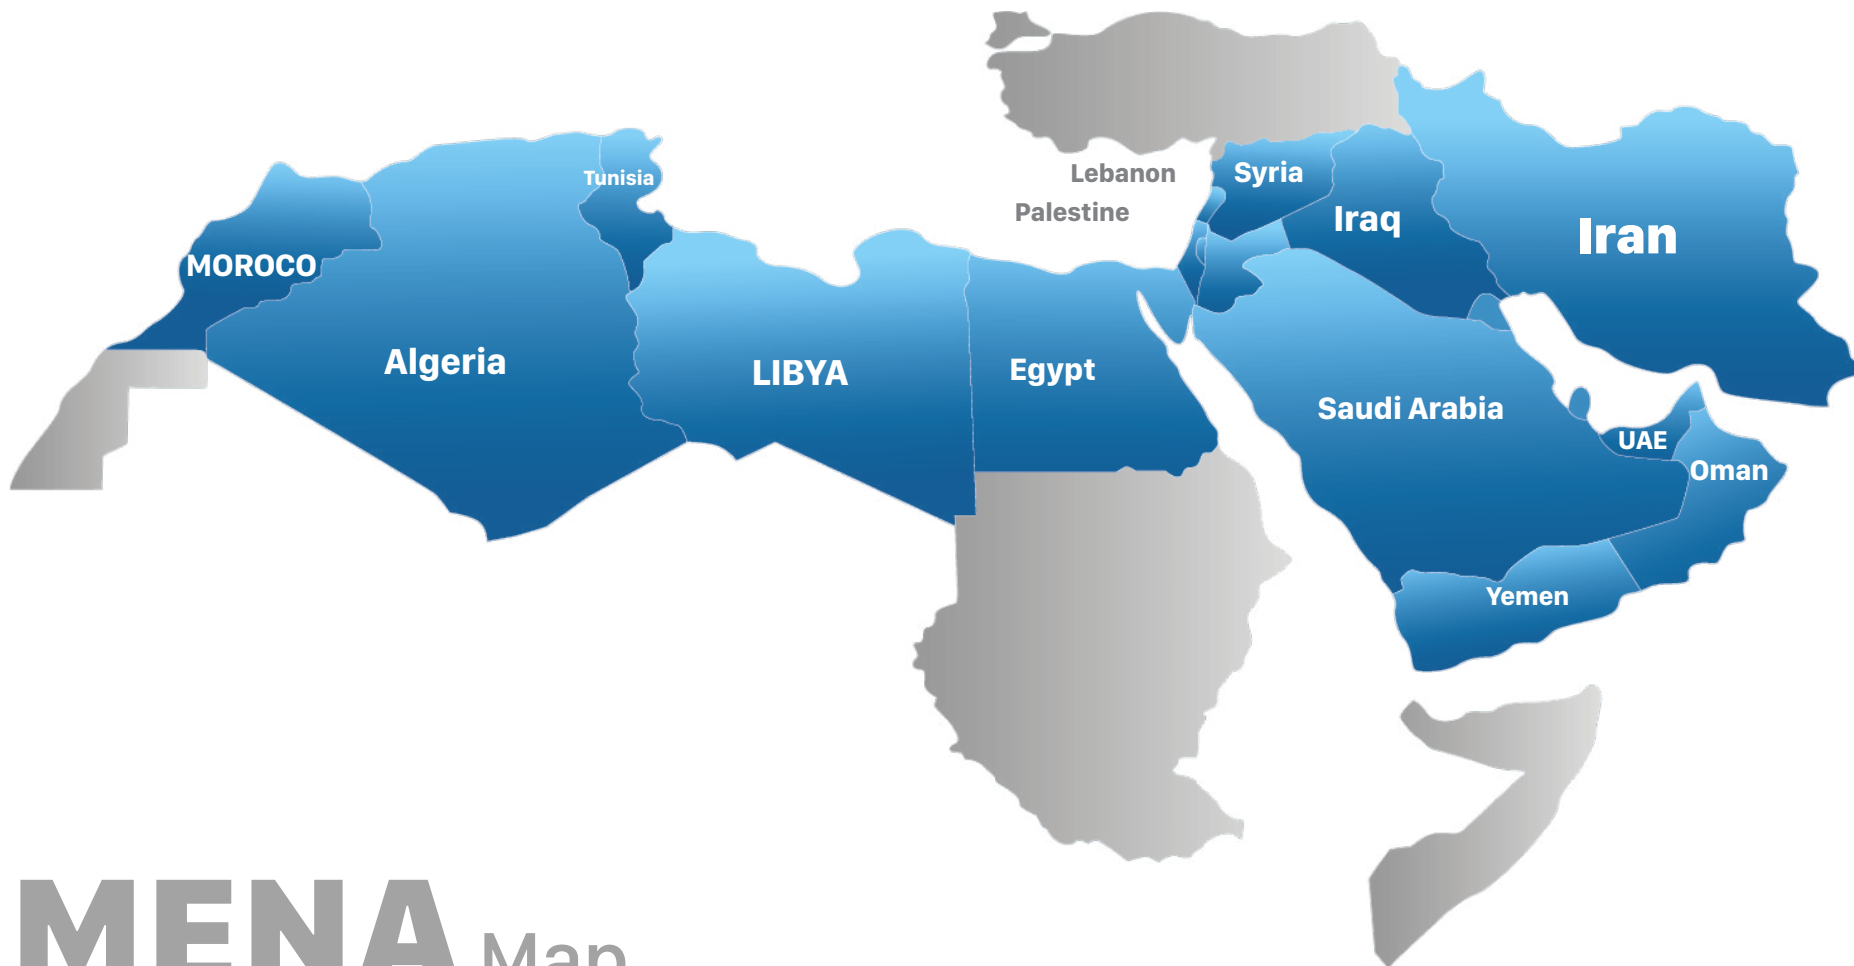 Lebanon
Syria
Tunisia
Palestine
Iraq
Iran
MOROCO
Algeria
LIBYA
Egypt
Saudi Arabia
UAE
Oman
Yemen
MENA Map